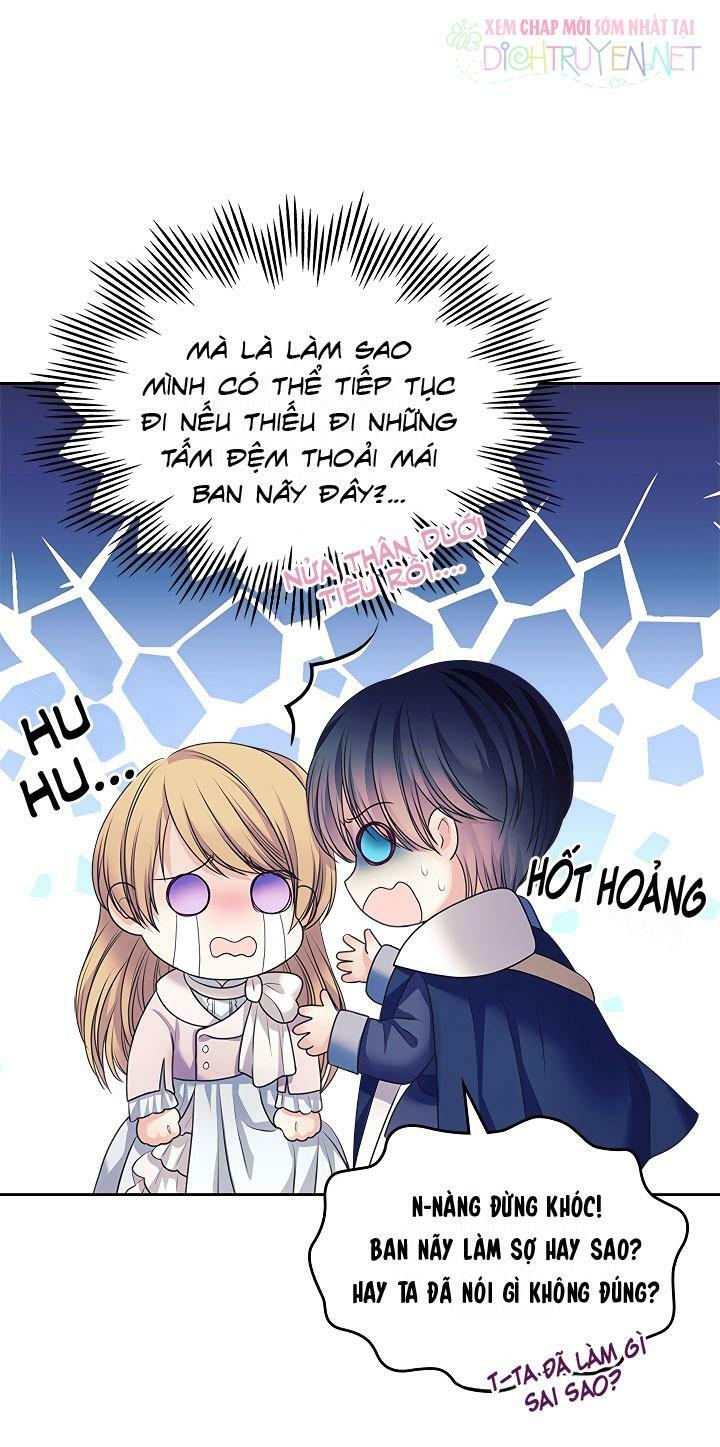 XEM CHAP MỚI SỚM NHẤT TẠI
DICHTRUYEN.NET
MÀ LÀ LÀM SAO
MÌNH CÓ THỂ TIẾP TỤC
ĐI NẾU THIẾU ĐI NHỮNG
TẤM ĐỆM THOẢI MÁI
BAN NÃY ĐÂY?...
NỬA THÂN DƯỚI
TIÊU RỒI....
HU
HU...
HỐT HOẢNG
N-NÀNG ĐỪNG KHÓC!
BAN NÃY LÀM SỢ HAY SAO?
HAY TA ĐÃ NÓI GÌ KHÔNG ĐÚNG?
T-TA ĐÃ LÀM GÌ
SAI SAO?